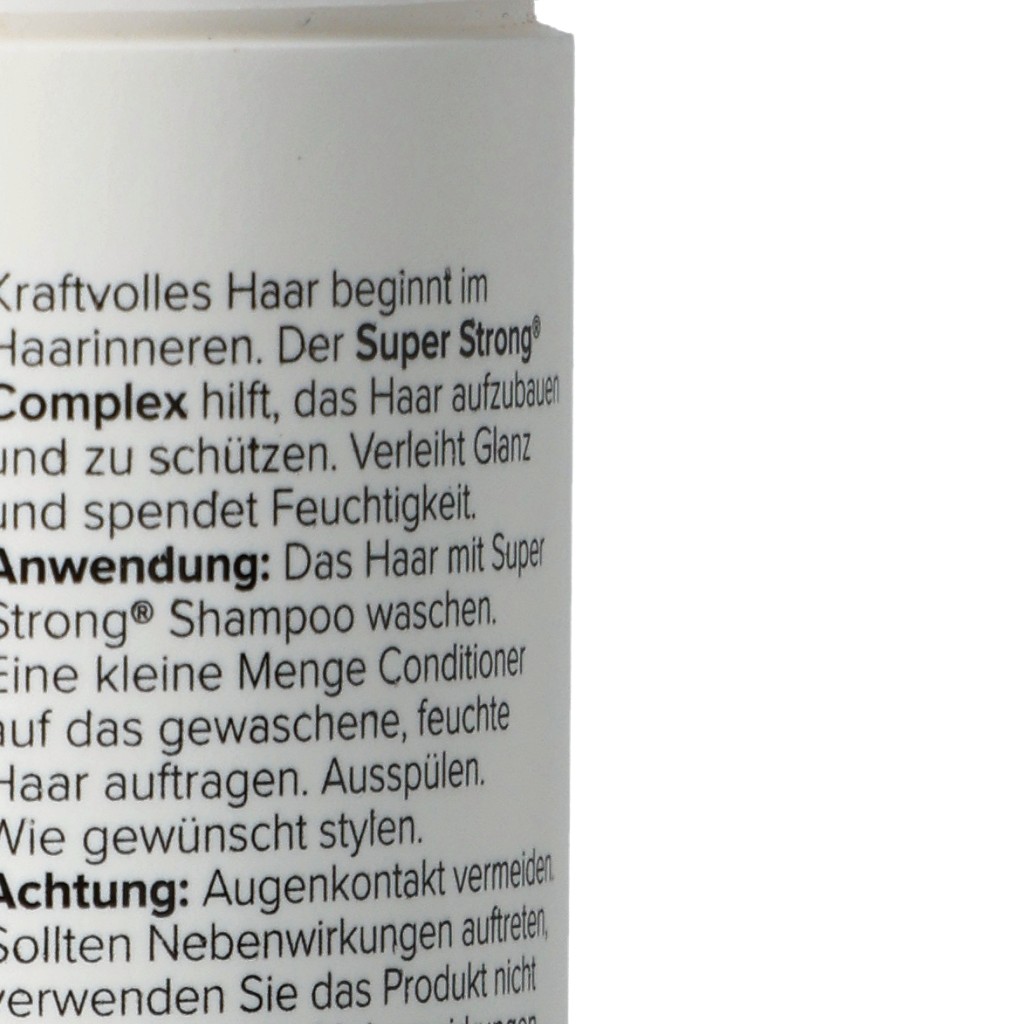 Kraftvolles Haar beginnt im
Haarinneren. Der Super Strong®
Complex hilft, das Haar aufzubauen
und zu schützen. Verleiht Glanz
und spendet Feuchtigkeit.
Anwendung: Das Haar mit Super
Strong® Shampoo waschen.
Eine kleine Menge Conditioner
auf das gewaschene, feuchte
Haar auftragen. Ausspülen.
Wie gewünscht stylen.
Achtung: Augenkontakt vermeiden.
Sollten Nebenwirkungen auftreten,
verwenden Sie das Produkt nicht